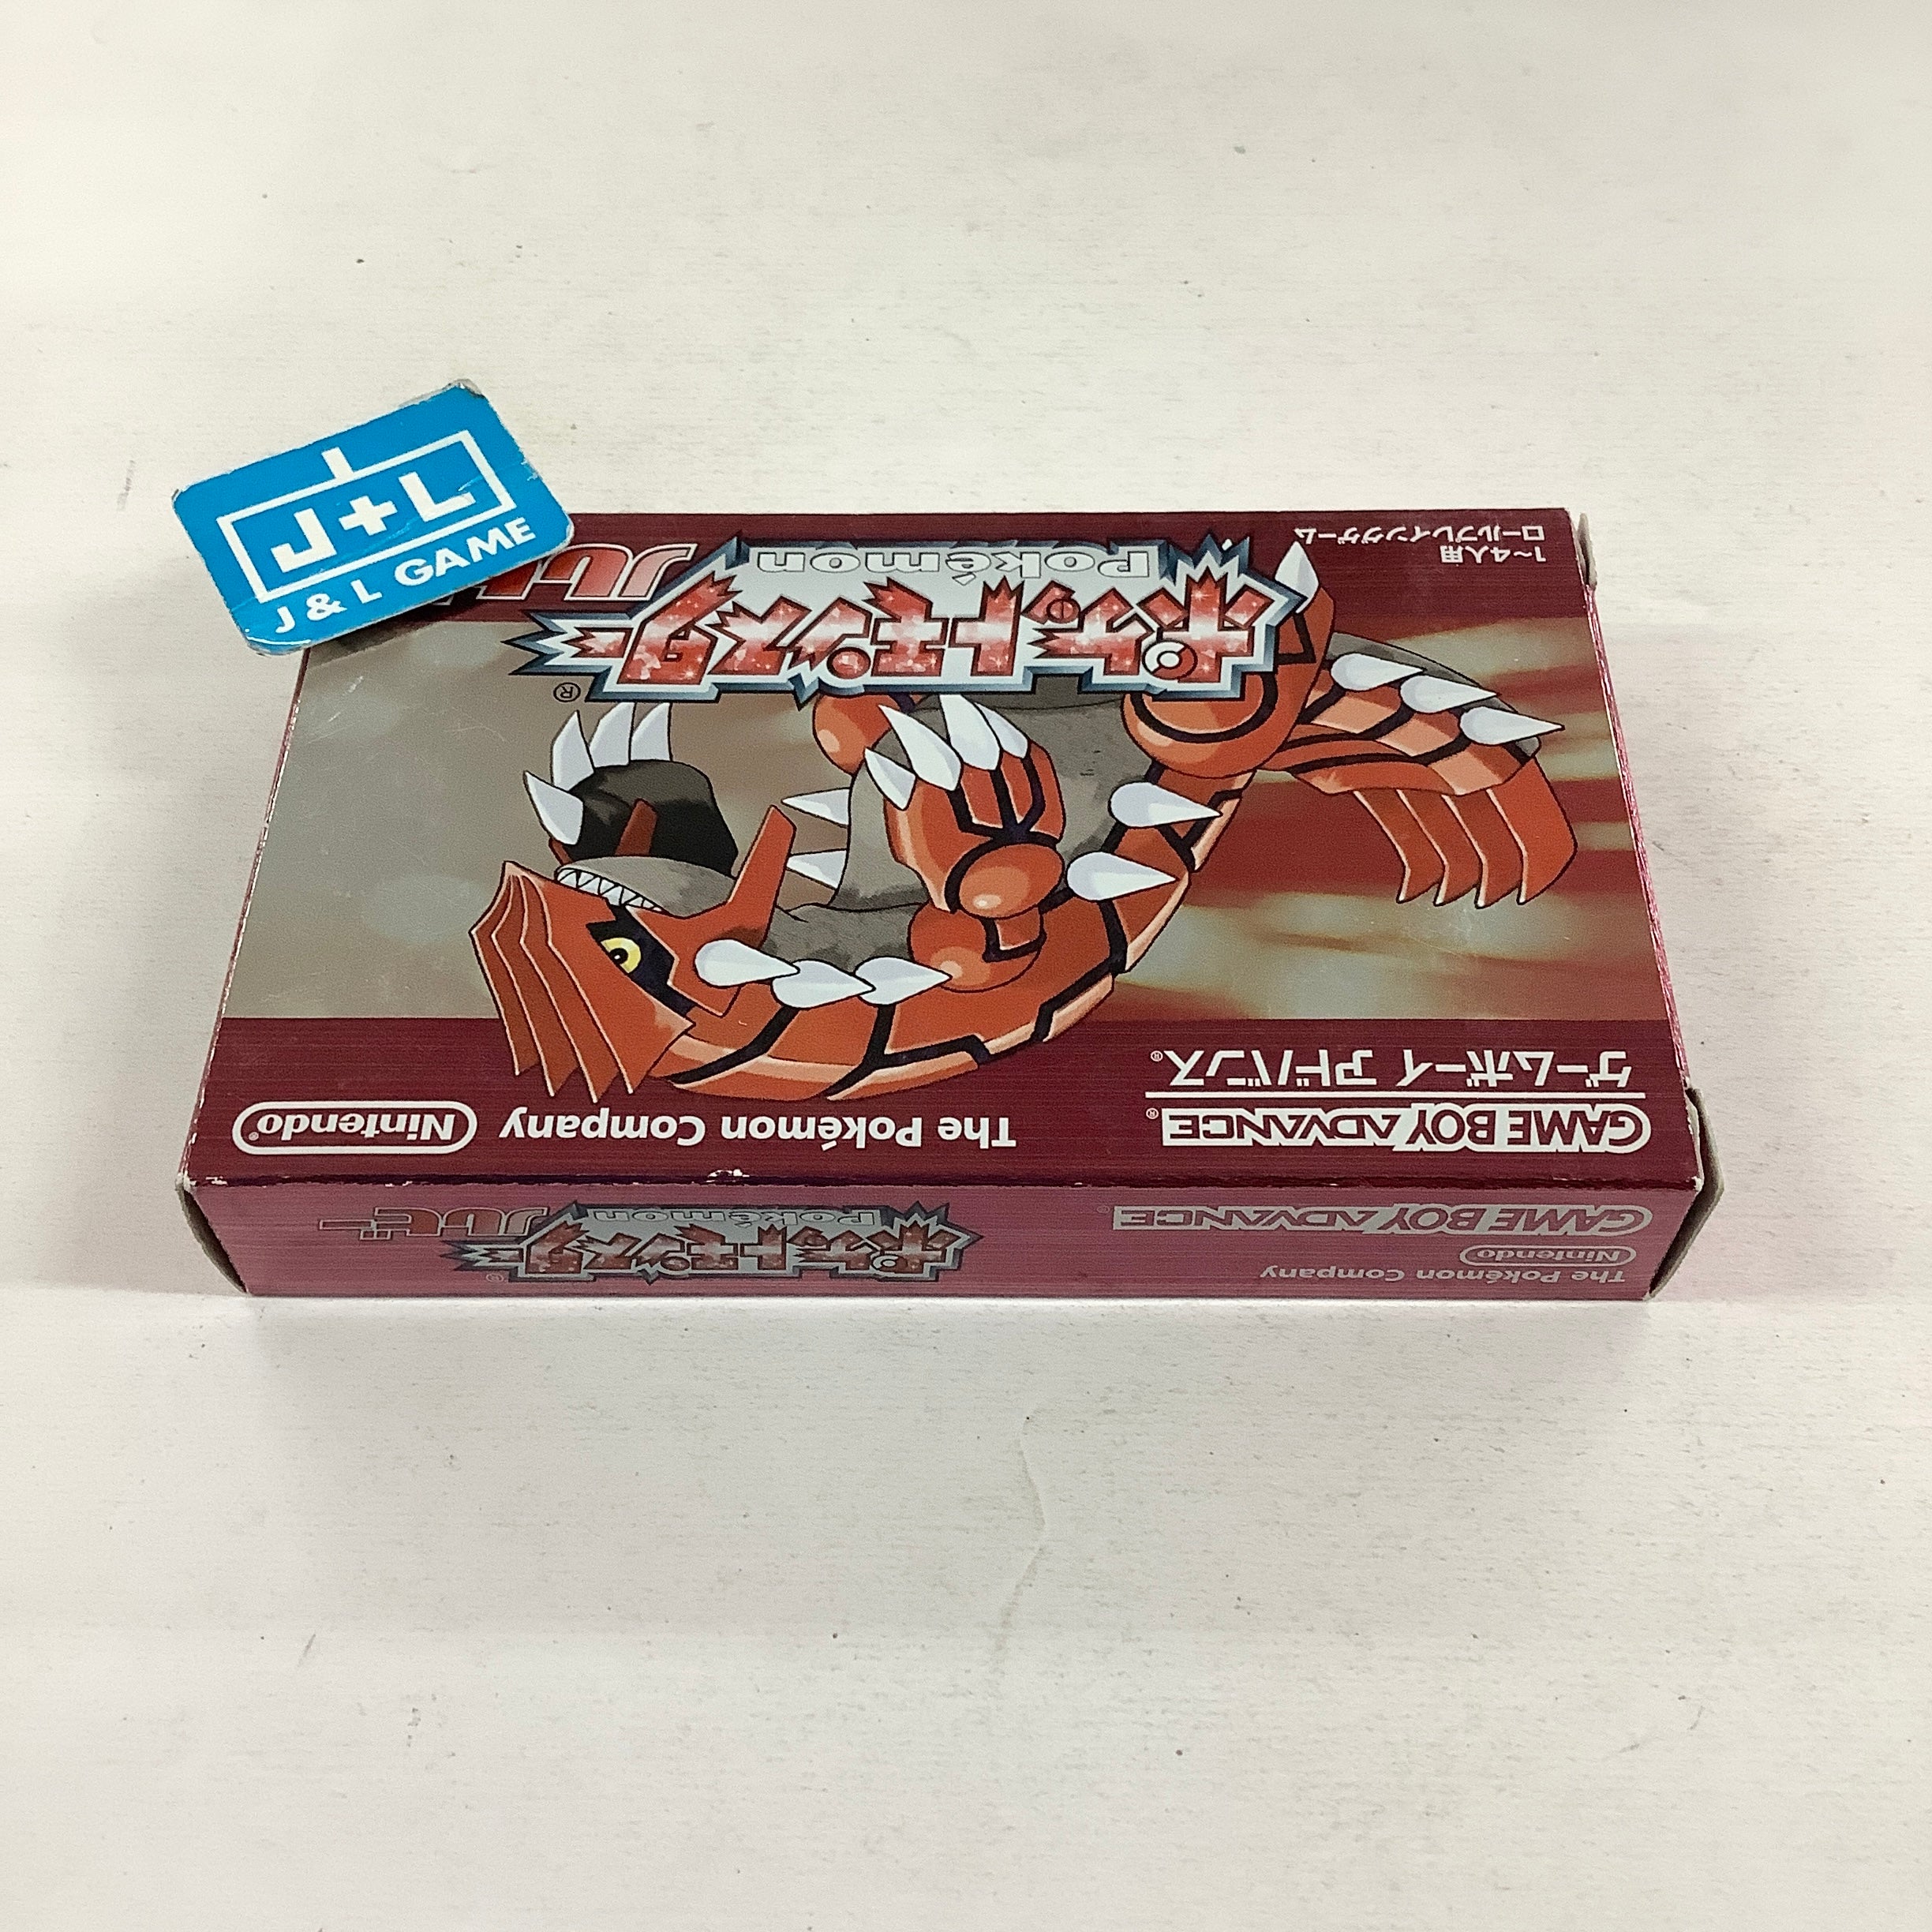 J+L
J & L GAME
GAME BOY ADVANCE®
ゲームボーイ アドバンス®
The Pokémon Company
Nintendo®
ポケットモンスター®
Pokémon
ルビ
1〜4人用
ロールプレイングゲーム
The Pokémon Company
Nintendo®
GAME BOY ADVANCE®
ポケットモンスター®
Pokémon
ルビー